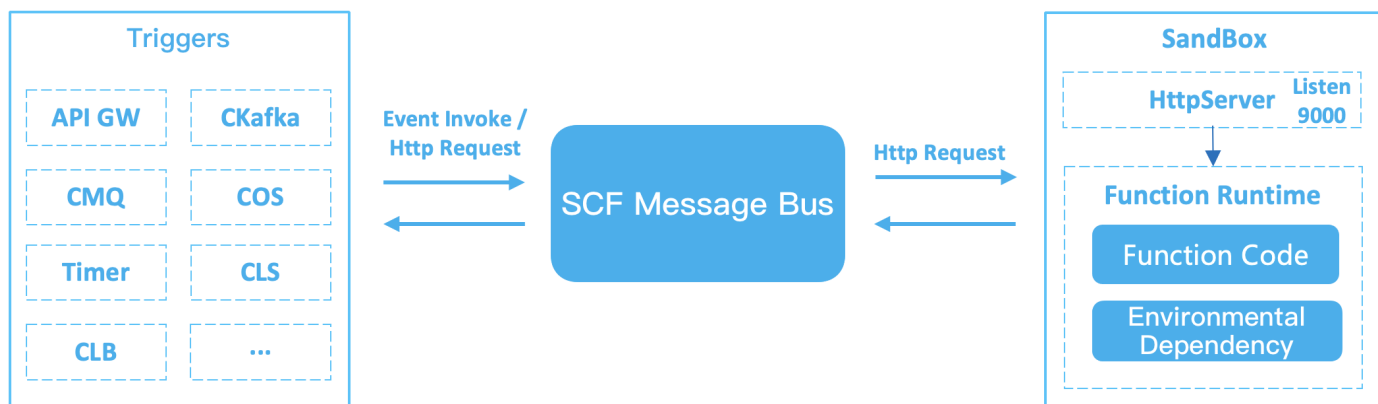 Triggers
API GW
CKafka
CMQ
COS
Timer
CLS
CLB
...
Event Invoke /
Http Request
SCF Message Bus
Http Request
SandBox
HttpServer
Listen
9000
Function Runtime
Function Code
Environmental
Dependency